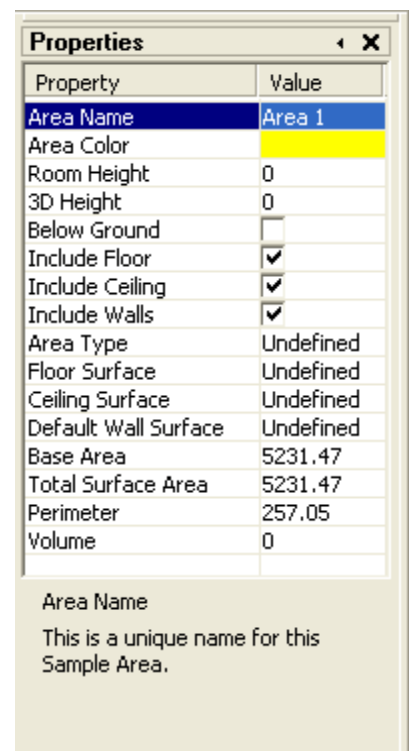 Properties
Property Value
Area Name Area 1
Area Color
Room Height 0
3D Height 0
Below Ground
Include Floor
Include Ceiling
Include Walls
Area Type Undefined
Floor Surface Undefined
Ceiling Surface Undefined
Default Wall Surface Undefined
Base Area 5231.47
Total Surface Area 5231.47
Perimeter 257.05
Volume 0
Area Name
This is a unique name for this
Sample Area.